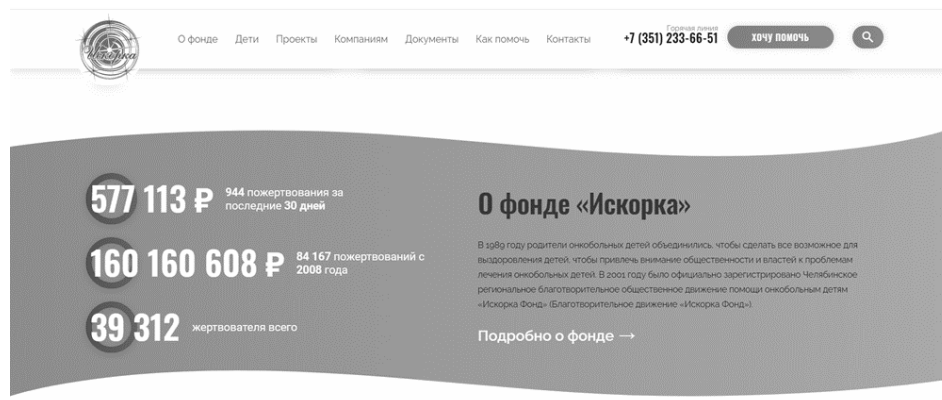 Искорка
О фонде Дети Проекты Компаниям Документы Как помочь Контакты
Горячая линия
+7 (351) 233-66-51
ХОЧУ ПОМОЧЬ
577 113 ₽
944 пожертвования за
последние 30 дней
160 160 608 ₽
84 167 пожертвований с
2008 года
39 312
жертвователя всего
О фонде «Искорка»
В 1989 году родители онкобольных детей объединились, чтобы сделать все возможное для
выздоровления детей, чтобы привлечь внимание общественности и властей к проблемам
лечения онкобольных детей. В 2001 году было официально зарегистрировано Челябинское
региональное благотворительное общественное движение помощи онкобольным детям
«Искорка Фонд» (Благотворительное движение «Искорка Фонд»).
Подробно о фонде →